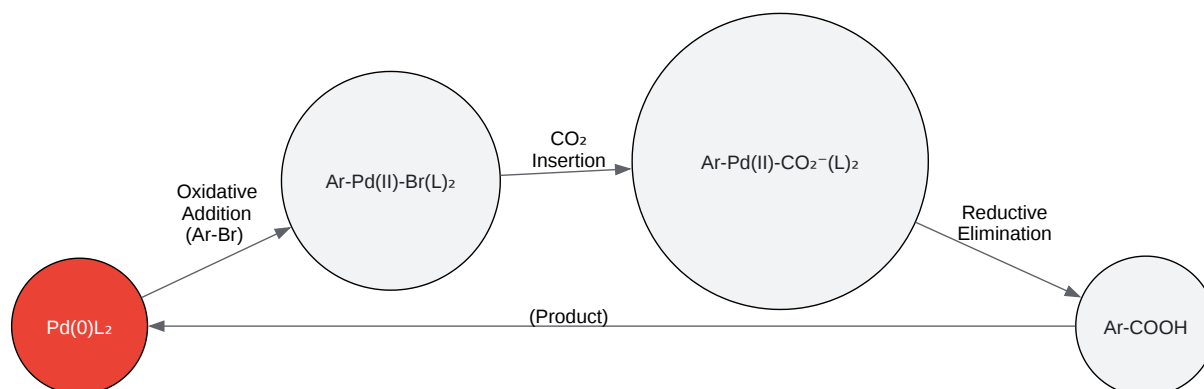 Pd(0)L₂
Oxidative
Addition
(Ar-Br)
Ar-Pd(II)-Br(L)₂
CO₂
Insertion
Ar-Pd(II)-CO₂⁻(L)₂
Reductive
Elimination
Ar-COOH
(Product)